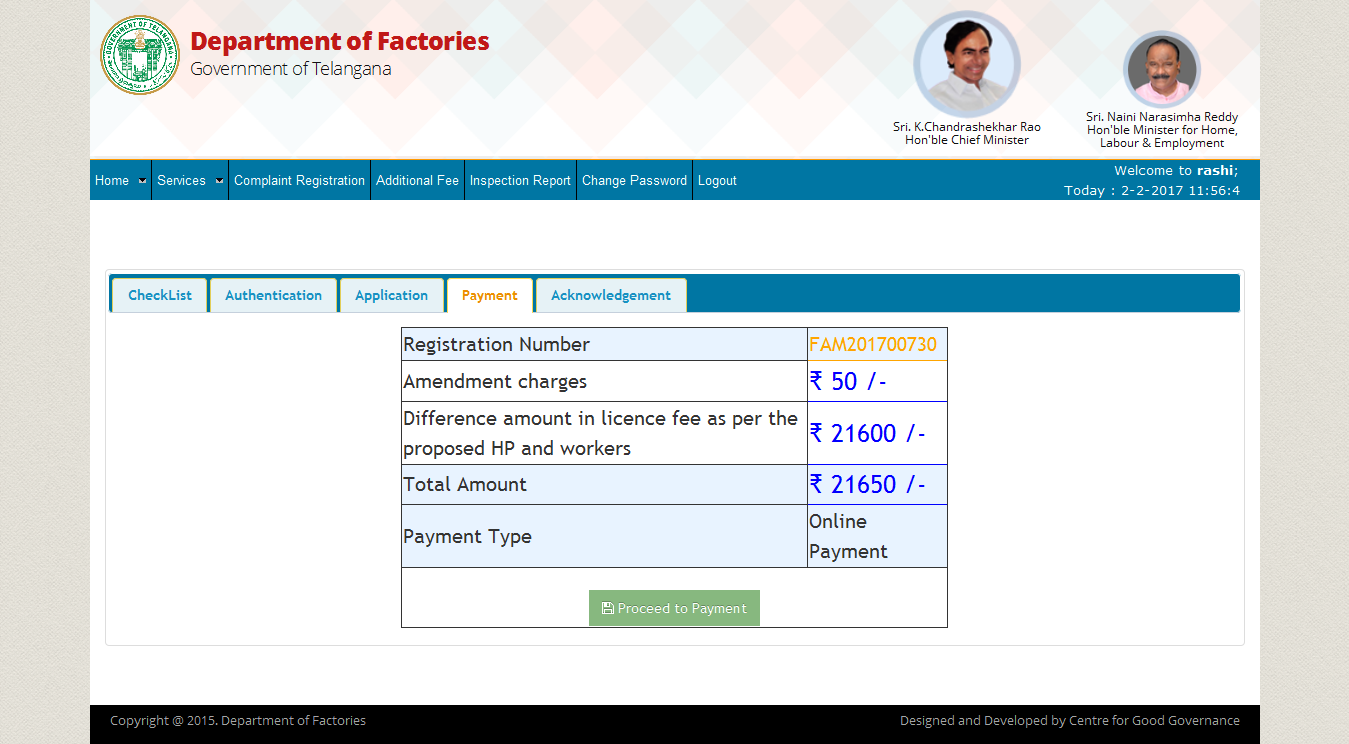 GOVERNMENT OF TELANGANA
Department of Factories
Government of Telangana
Sri. K.Chandrashekhar Rao
Hon'ble Chief Minister
Sri. Naini Narasimha Reddy
Hon'ble Minister for Home,
Labour & Employment
Home Services Complaint Registration Additional Fee Inspection Report Change Password Logout
Welcome to rashi;
Today : 2-2-2017 11:56:4
CheckList Authentication Application Payment Acknowledgement
Registration Number FAM201700730
Amendment charges ₹ 50 /-
Difference amount in licence fee as per the
proposed HP and workers
₹ 21600 /-
Total Amount ₹ 21650 /-
Payment Type
Online
Payment
Proceed to Payment
Copyright @ 2015. Department of Factories
Designed and Developed by Centre for Good Governance